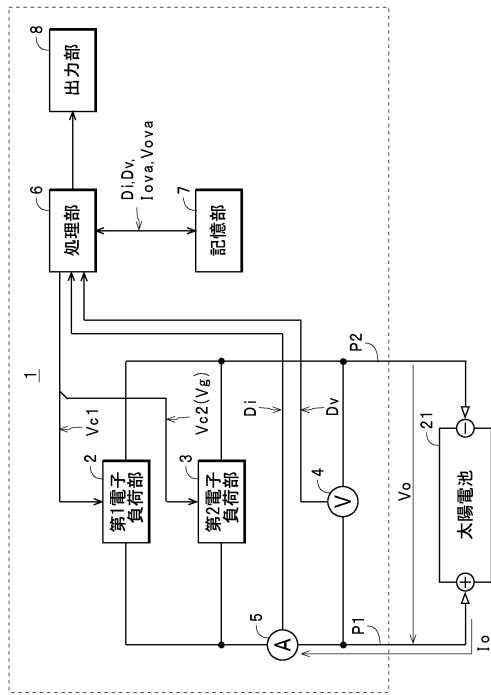 1
8
出力部
6
処理部
Di,Dv,
Iova,Vova
7
記憶部
Vc1
Vc2(Vg)
2
第1電子
負荷部
3
第2電子
負荷部
Di
Dv
4
V
5
A
P1
P2
Vo
Io
21
太陽電池
+
−